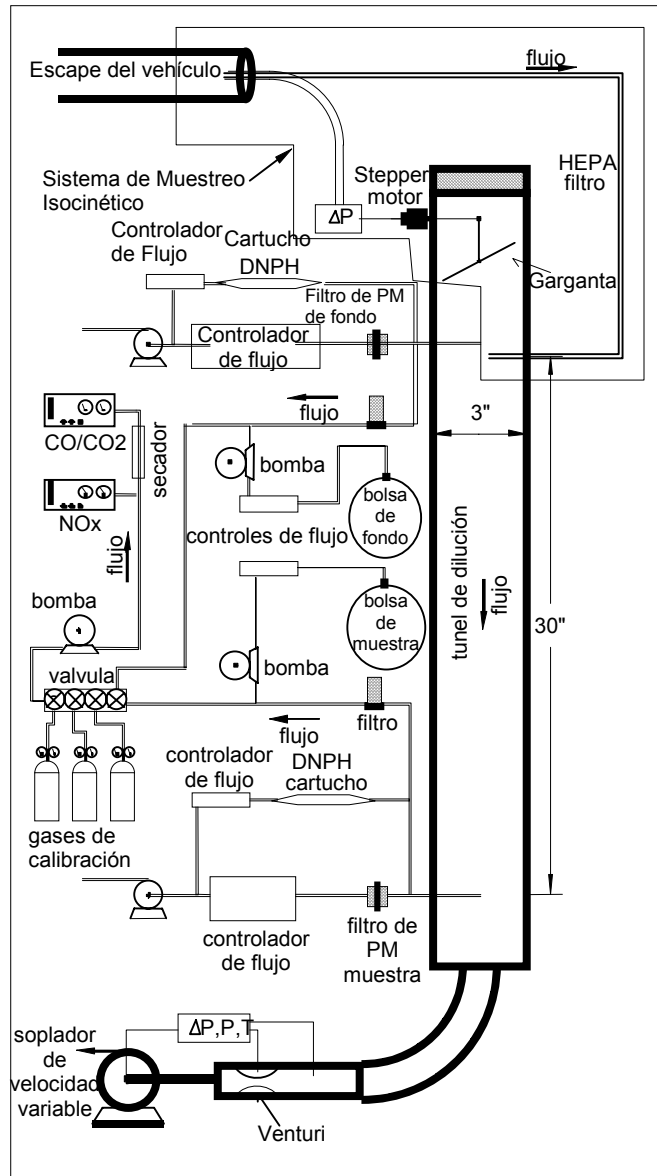 Escape del vehículo
flujo
HEPA
filtro
Sistema de Muestreo
Isocinético
Stepper
motor
ΔP
Controlador
de Flujo
Cartucho
DNPH
Garganta
Filtro de PM
de fondo
Controlador
de flujo
flujo
3"
CO/CO2
secador
bomba
bolsa
de
fondo
NOx
controles de flujo
flujo
tunel de dilución
flujo
30"
bomba
bolsa
de
muestra
valvula
bomba
filtro
flujo
controlador
de flujo
DNPH
cartucho
gases de
calibración
controlador
de flujo
filtro de
PM
muestra
ΔP,P,T
soplador
de
velocidad
variable
Venturi